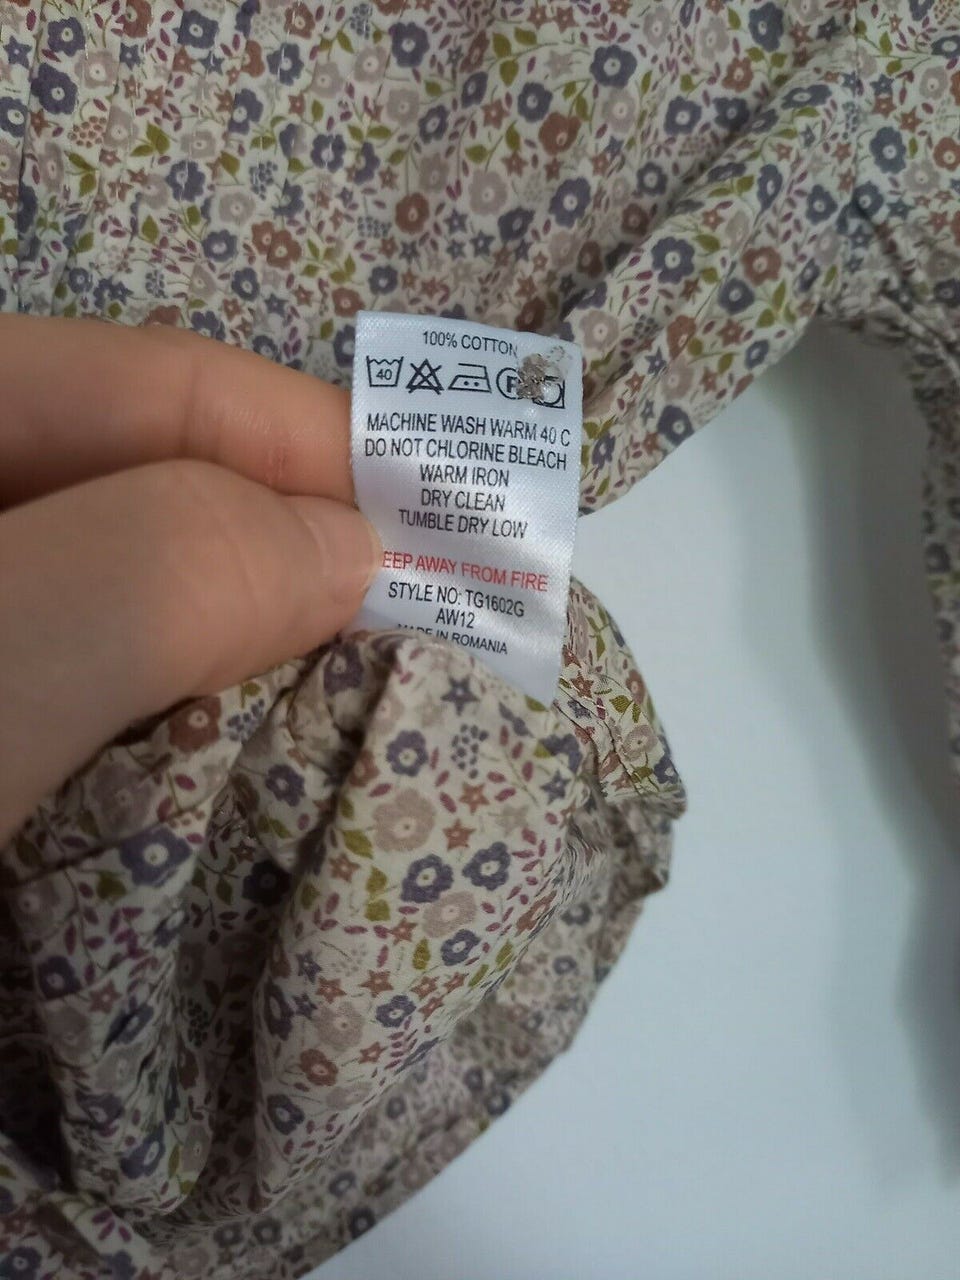 100% COTTON
40
MACHINE WASH WARM 40 C
DO NOT CHLORINE BLEACH
WARM IRON
DRY CLEAN
TUMBLE DRY LOW
EEP AWAY FROM FIRE
STYLE NO: TG1602G
AW12
MADE IN ROMANIA